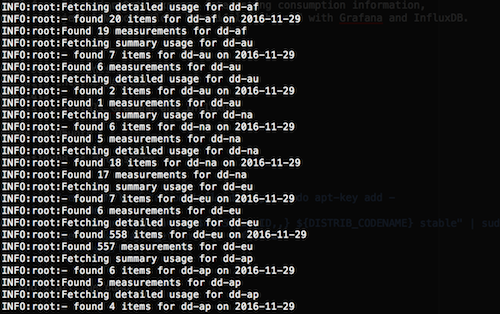 INFO:root:Fetching detailed usage for dd-af
INFO:root:- found 20 items for dd-af on 2016-11-29
INFO:root:Found 19 measurements for dd-af
INFO:root:Fetching summary usage for dd-au
INFO:root:- found 7 items for dd-au on 2016-11-29
INFO:root:Found 6 measurements for dd-au
INFO:root:Fetching detailed usage for dd-au
INFO:root:- found 2 items for dd-au on 2016-11-29
INFO:root:Found 1 measurements for dd-au
INFO:root:Fetching summary usage for dd-na
INFO:root:- found 6 items for dd-na on 2016-11-29
INFO:root:Found 5 measurements for dd-na
INFO:root:Fetching detailed usage for dd-na
INFO:root:- found 18 items for dd-na on 2016-11-29
INFO:root:Found 17 measurements for dd-na
INFO:root:Fetching summary usage for dd-eu
INFO:root:- found 7 items for dd-eu on 2016-11-29
INFO:root:Found 6 measurements for dd-eu
INFO:root:Fetching detailed usage for dd-eu
INFO:root:- found 558 items for dd-eu on 2016-11-29
INFO:root:Found 557 measurements for dd-eu
INFO:root:Fetching summary usage for dd-ap
INFO:root:- found 6 items for dd-ap on 2016-11-29
INFO:root:Found 5 measurements for dd-ap
INFO:root:Fetching detailed usage for dd-ap
INFO:root:- found 4 items for dd-ap on 2016-11-29
consumption information,
with Grafana and InfluxDB.
apt-key add -
${DISTRIB_CODENAME} stable" |